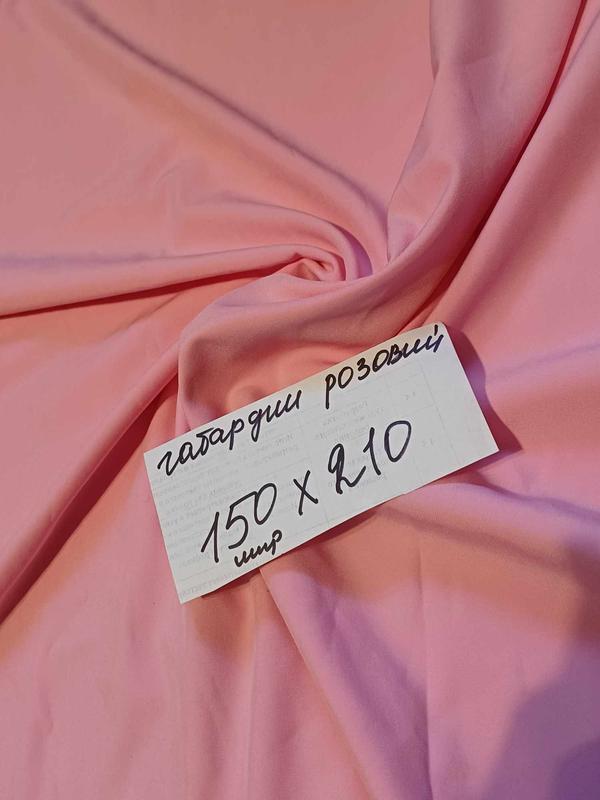 габардин розовий
150 x 210
шир